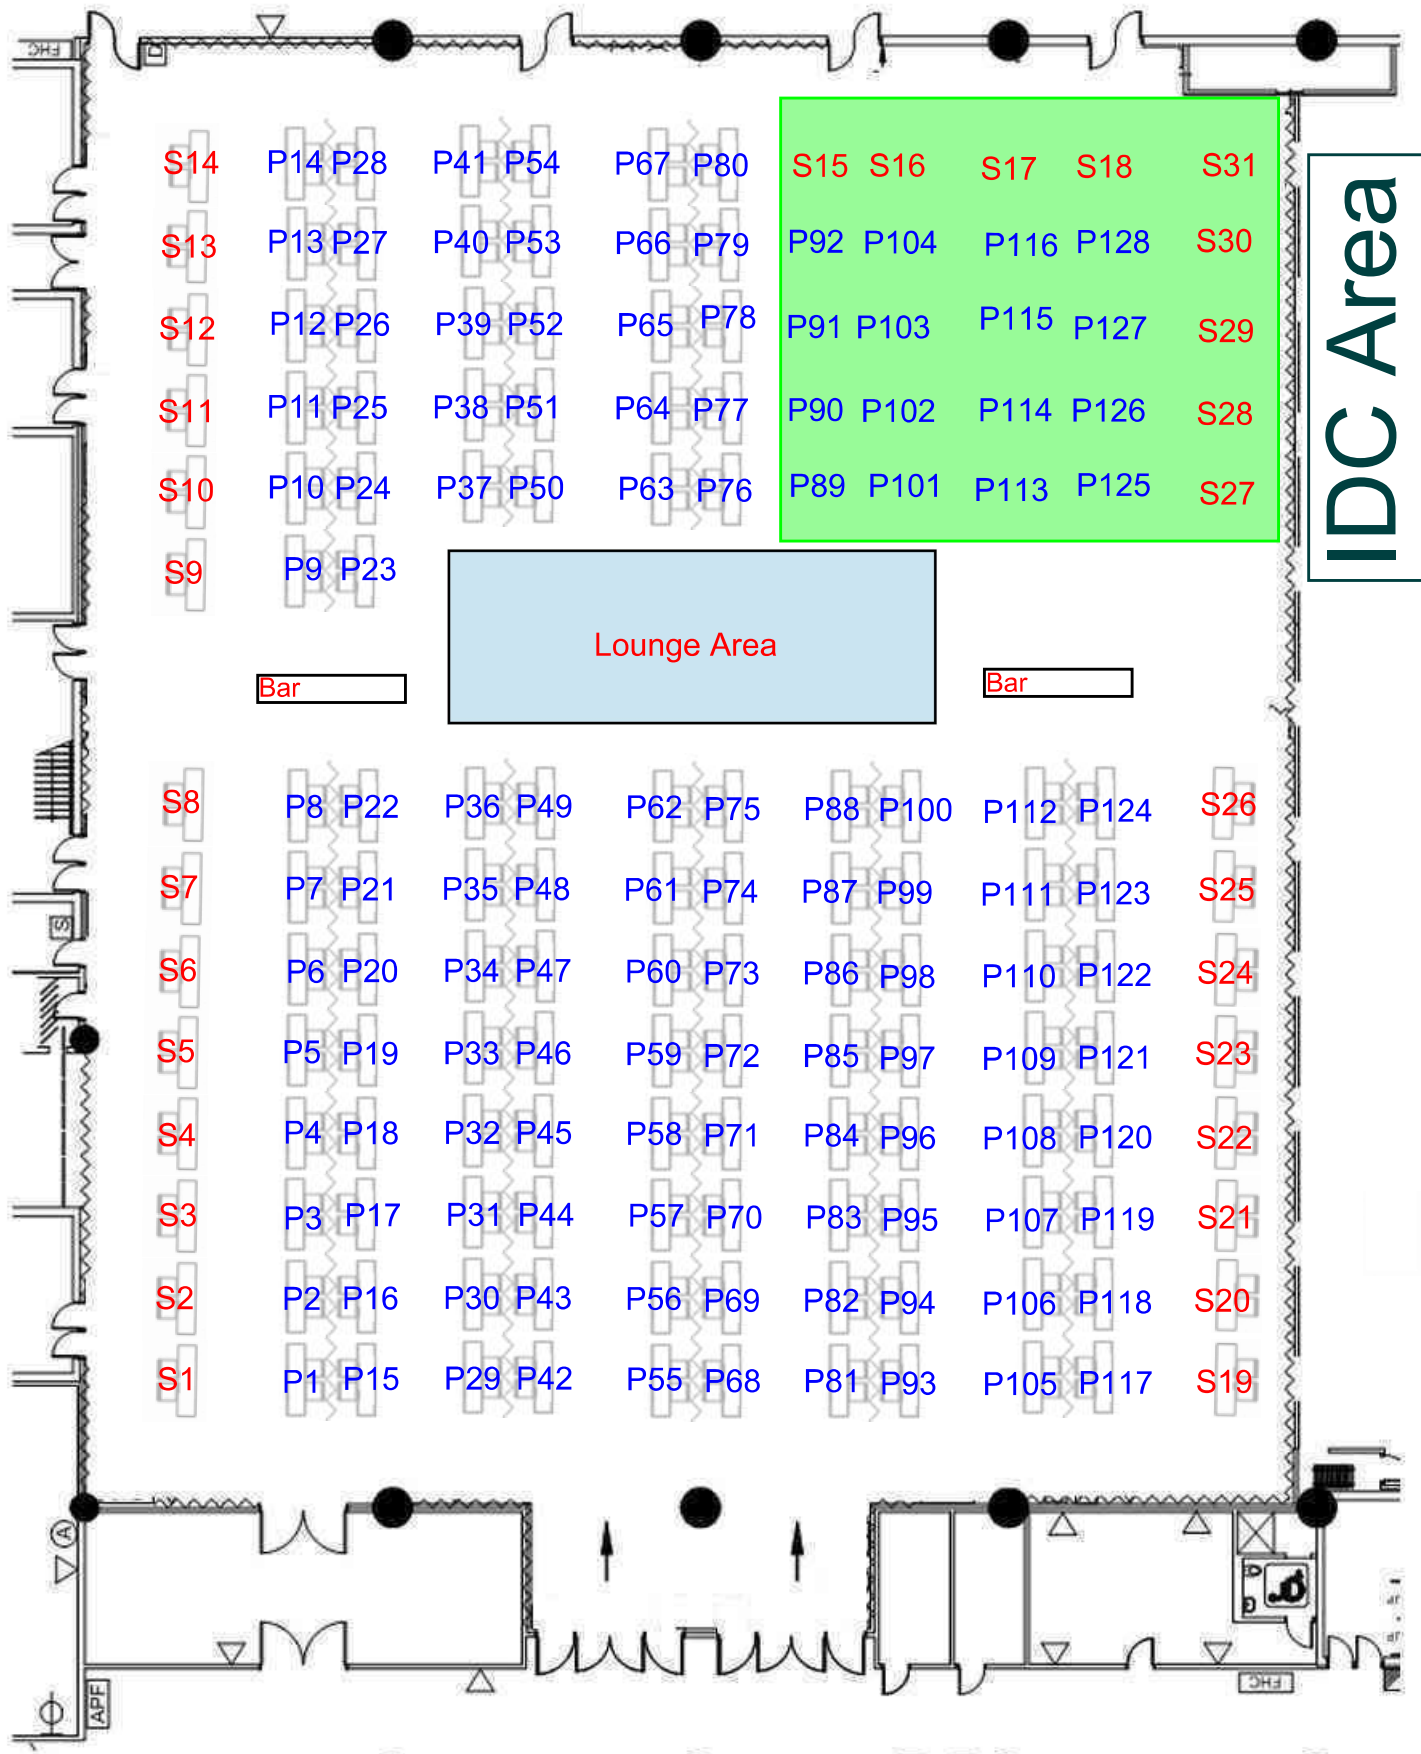 FHC
S14 P14 P28 P41 P54 P67 P80 S15 S16 S17 S18 S31
S13 P13 P27 P40 P53 P66 P79 P92 P104 P116 P128 S30
S12 P12 P26 P39 P52 P65 P78 P91 P103 P115 P127 S29
S11 P11 P25 P38 P51 P64 P77 P90 P102 P114 P126 S28
S10 P10 P24 P37 P50 P63 P76 P89 P101 P113 P125 S27
IDC Area
S9 P9 P23
Lounge Area
Bar
Bar
S8 P8 P22 P36 P49 P62 P75 P88 P100 P112 P124 S26
S7 P7 P21 P35 P48 P61 P74 P87 P99 P111 P123 S25
S
S6 P6 P20 P34 P47 P60 P73 P86 P98 P110 P122 S24
S5 P5 P19 P33 P46 P59 P72 P85 P97 P109 P121 S23
S4 P4 P18 P32 P45 P58 P71 P84 P96 P108 P120 S22
S3 P3 P17 P31 P44 P57 P70 P83 P95 P107 P119 S21
S2 P2 P16 P30 P43 P56 P69 P82 P94 P106 P118 S20
S1 P1 P15 P29 P42 P55 P68 P81 P93 P105 P117 S19
A
FHC
APF